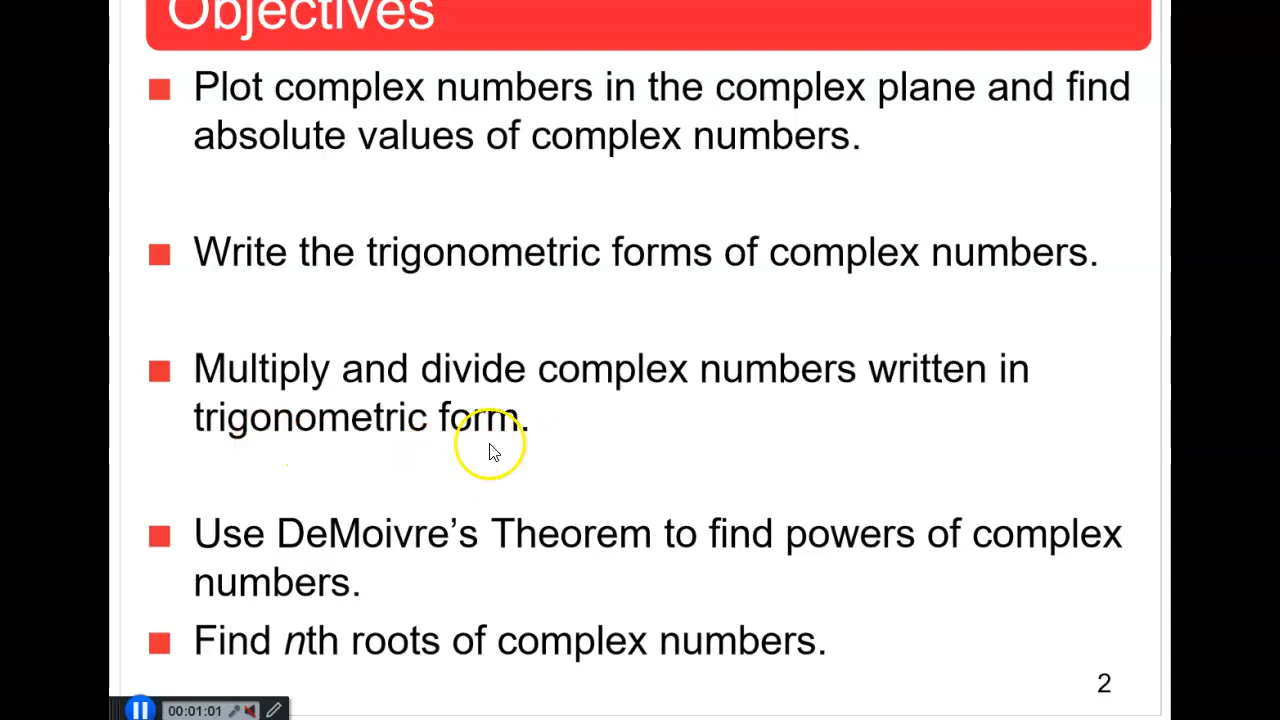 Objectives
Plot complex numbers in the complex plane and find
absolute values of complex numbers.
Write the trigonometric forms of complex numbers.
Multiply and divide complex numbers written in
trigonometric form.
Use DeMoivre’s Theorem to find powers of complex
numbers.
Find nth roots of complex numbers.
2
00:01:01